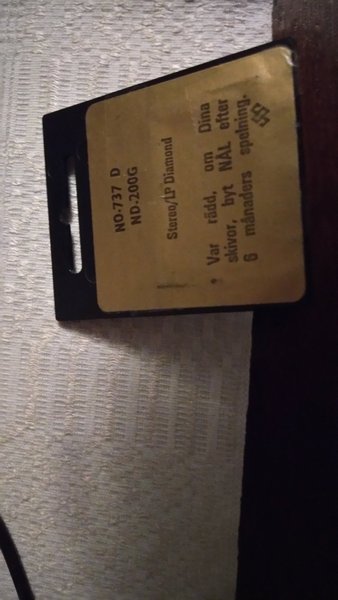 NO.737 D
ND-200G
Stereo/LP Diamond
Var rädd, om Dina
skivor, byt NÅL efter
6 månaders spelning.